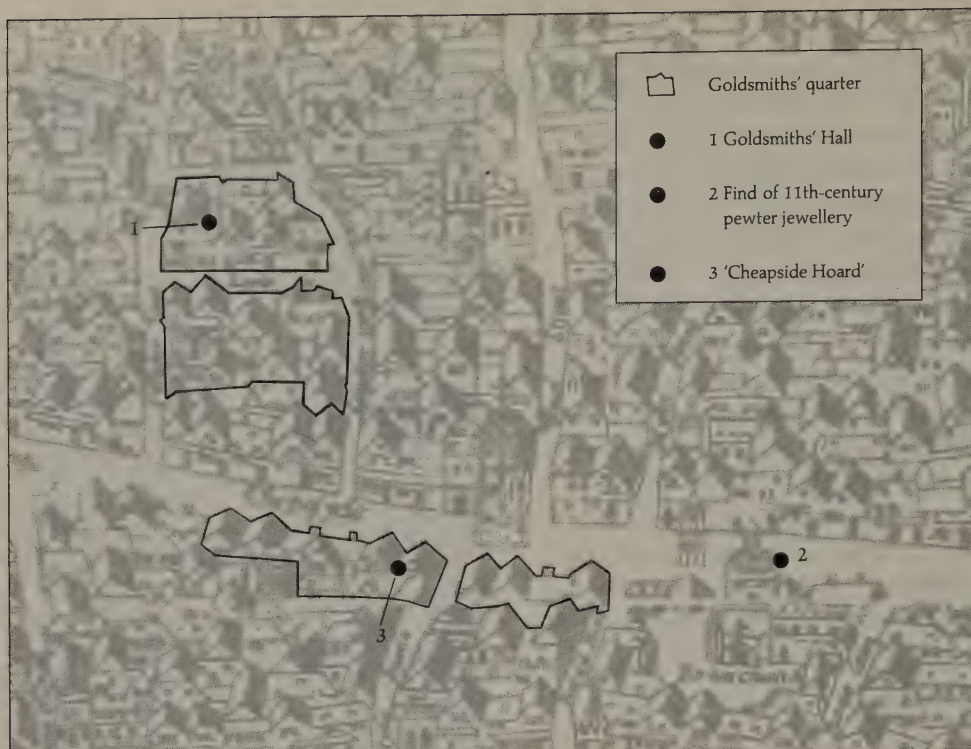 Goldsmiths' quarter
1 Goldsmiths' Hall
2 Find of 11th-century
pewter jewellery
3 'Cheapside Hoard'
1
2
3